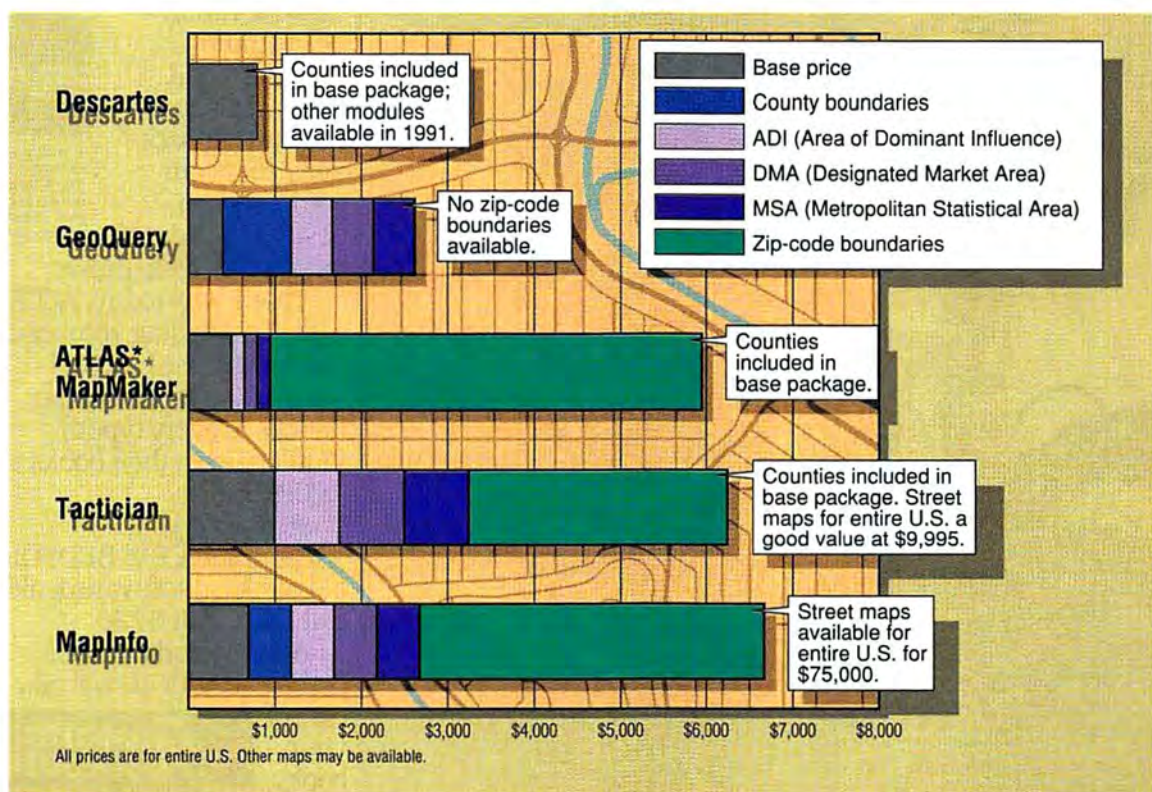 Descartes
Counties included
in base package;
other modules
available in 1991.
Base price
County boundaries
ADI (Area of Dominant Influence)
DMA (Designated Market Area)
MSA (Metropolitan Statistical Area)
Zip-code boundaries
GeoQuery
No zip-code
boundaries
available.
ATLAS*
MapMaker
Counties
included in
base package.
Tactician
Counties included in
base package. Street
maps for entire U.S. a
good value at $9,995.
MapInfo
Street maps
available for
entire U.S. for
$75,000.
$1,000 $2,000 $3,000 $4,000 $5,000 $6,000 $7,000 $8,000
All prices are for entire U.S. Other maps may be available.